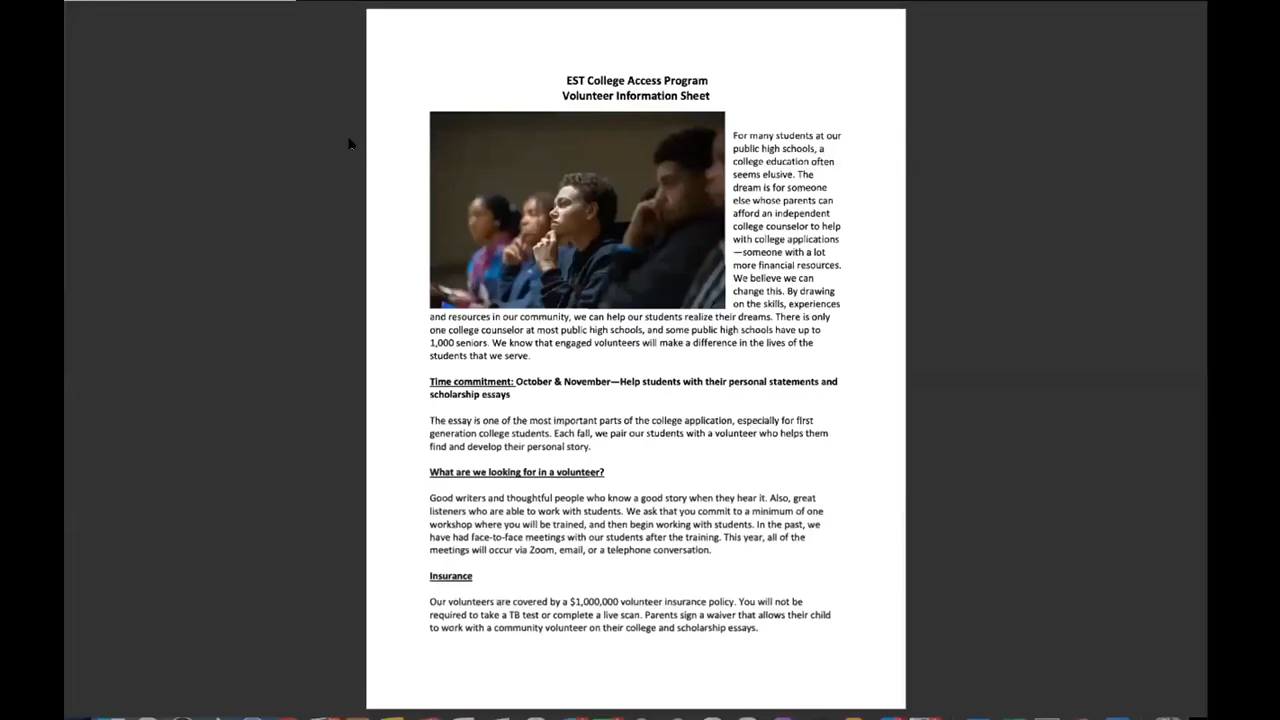 EST College Access Program
Volunteer Information Sheet
For many students at our
public high schools, a
college education often
seems elusive. The
dream is for someone
else whose parents can
afford an independent
college counselor to help
with college applications
—someone with a lot
more financial resources.
We believe we can
change this. By drawing
on the skills, experiences
and resources in our community, we can help our students realize their dreams. There is only
one college counselor at most public high schools, and some public high schools have up to
1,000 seniors. We know that engaged volunteers will make a difference in the lives of the
students that we serve.
Time commitment: October & November—Help students with their personal statements and
scholarship essays
The essay is one of the most important parts of the college application, especially for first
generation college students. Each fall, we pair our students with a volunteer who helps them
find and develop their personal story.
What are we looking for in a volunteer?
Good writers and thoughtful people who know a good story when they hear it. Also, great
listeners who are able to work with students. We ask that you commit to a minimum of one
workshop where you will be trained, and then begin working with students. In the past, we
have had face-to-face meetings with our students after the training. This year, all of the
meetings will occur via Zoom, email, or a telephone conversation.
Insurance
Our volunteers are covered by a $1,000,000 volunteer insurance policy. You will not be
required to take a TB test or complete a live scan. Parents sign a waiver that allows their child
to work with a community volunteer on their college and scholarship essays.